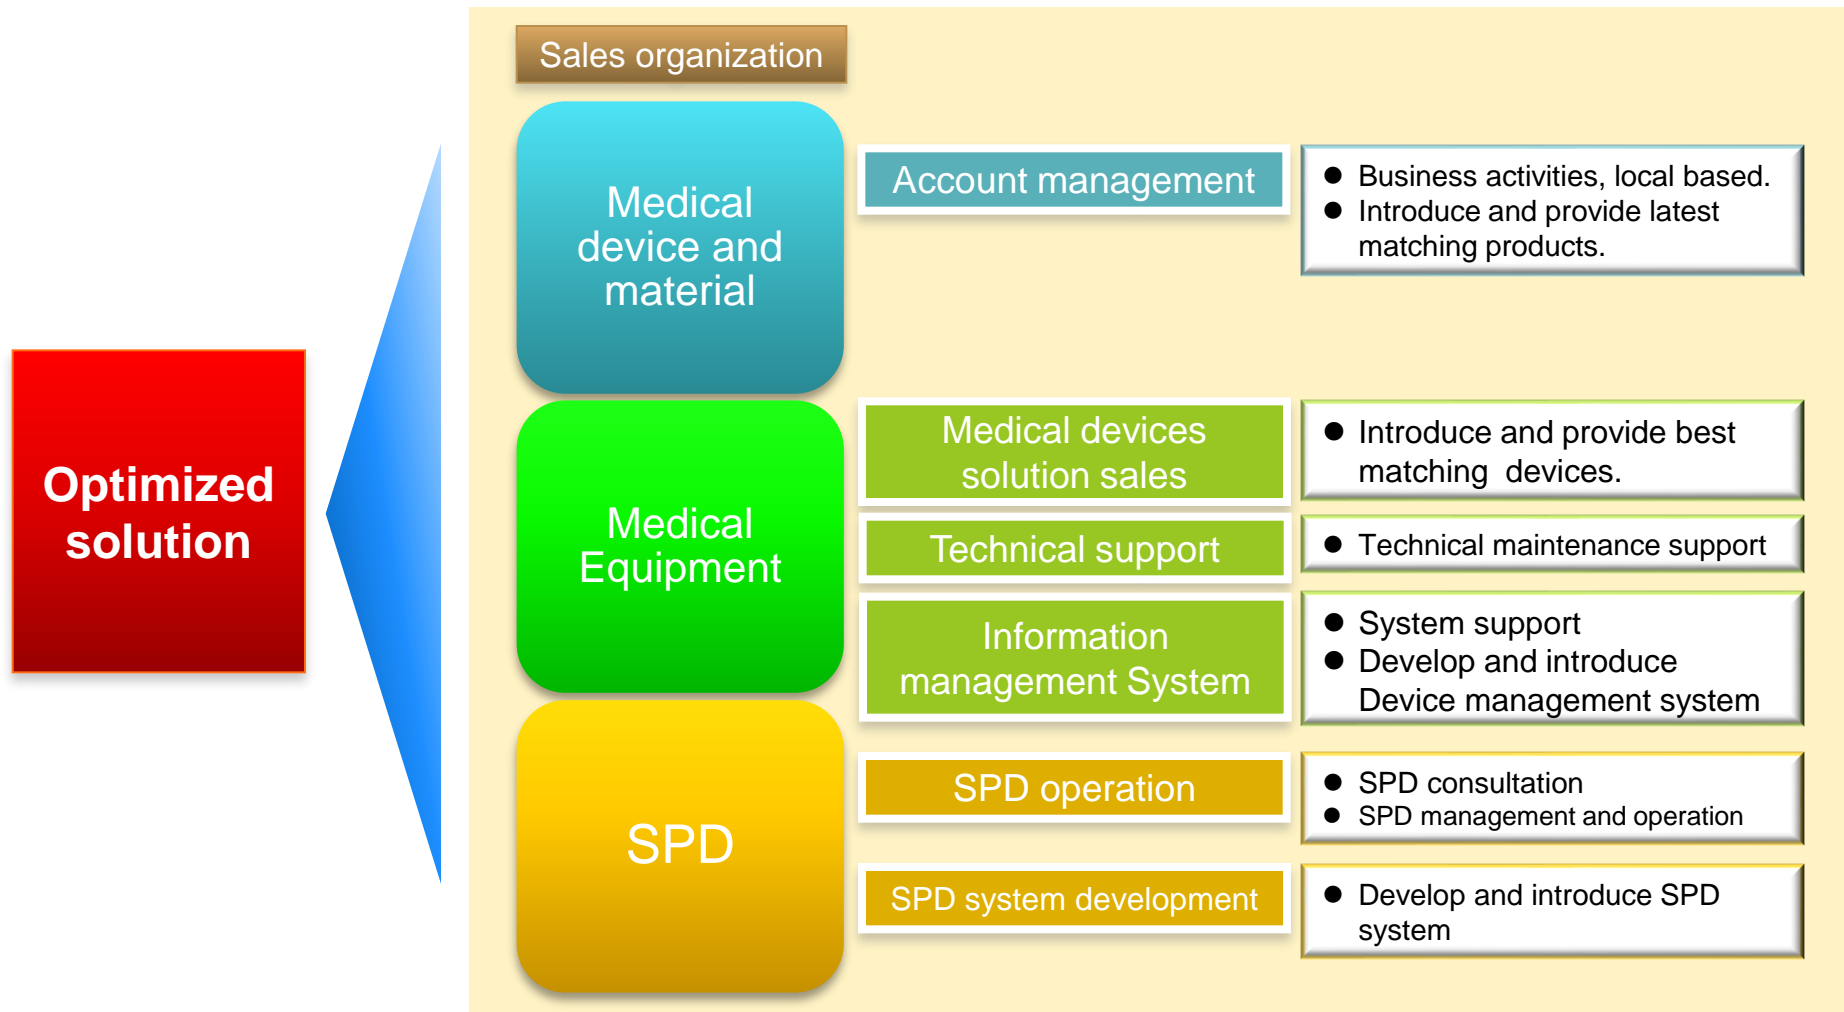 Sales organization
Optimized
solution
Medical
device and
material
Account management
● Business activities, local based.
● Introduce and provide latest
matching products.
Medical
Equipment
Medical devices
solution sales
● Introduce and provide best
matching devices.
Technical support
● Technical maintenance support
Information
management System
● System support
● Develop and introduce
Device management system
SPD
SPD operation
● SPD consultation
● SPD management and operation
SPD system development
● Develop and introduce SPD
system